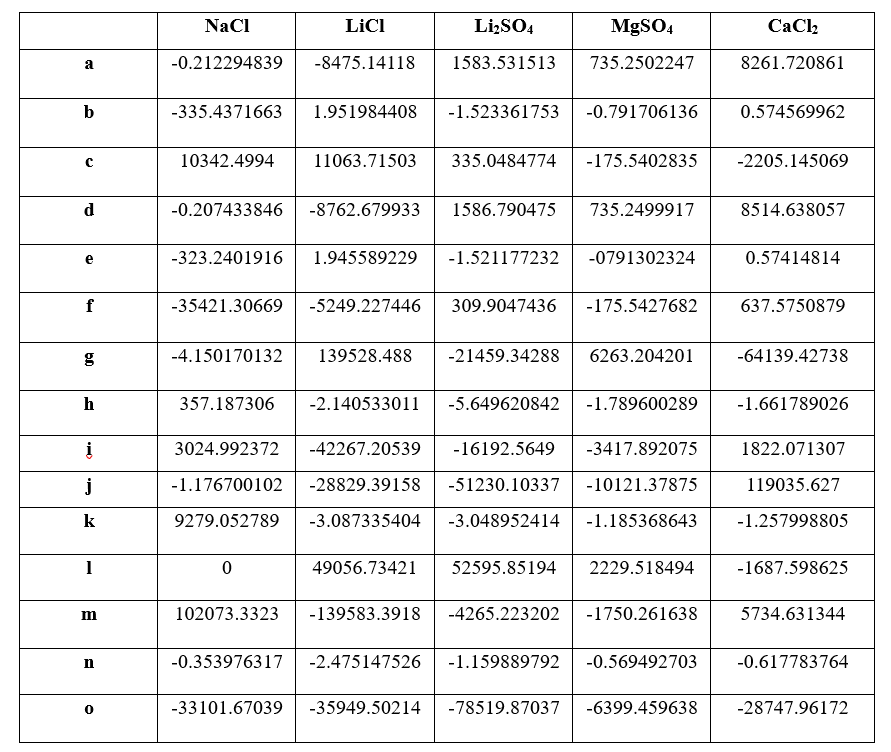 NaCl LiCl Li₂SO₄ MgSO₄ CaCl₂
a -0.212294839 -8475.14118 1583.531513 735.2502247 8261.720861
b -335.4371663 1.951984408 -1.523361753 -0.791706136 0.574569962
c 10342.4994 11063.71503 335.0484774 -175.5402835 -2205.145069
d -0.207433846 -8762.679933 1586.790475 735.2499917 8514.638057
e -323.2401916 1.945589229 -1.521177232 -0791302324 0.57414814
f -35421.30669 -5249.227446 309.9047436 -175.5427682 637.5750879
g -4.150170132 139528.488 -21459.34288 6263.204201 -64139.42738
h 357.187306 -2.140533011 -5.649620842 -1.789600289 -1.661789026
i 3024.992372 -42267.20539 -16192.5649 -3417.892075 1822.071307
j -1.176700102 -28829.39158 -51230.10337 -10121.37875 119035.627
k 9279.052789 -3.087335404 -3.048952414 -1.185368643 -1.257998805
l 0 49056.73421 52595.85194 2229.518494 -1687.598625
m 102073.3323 -139583.3918 -4265.223202 -1750.261638 5734.631344
n -0.353976317 -2.475147526 -1.159889792 -0.569492703 -0.617783764
o -33101.67039 -35949.50214 -78519.87037 -6399.459638 -28747.96172